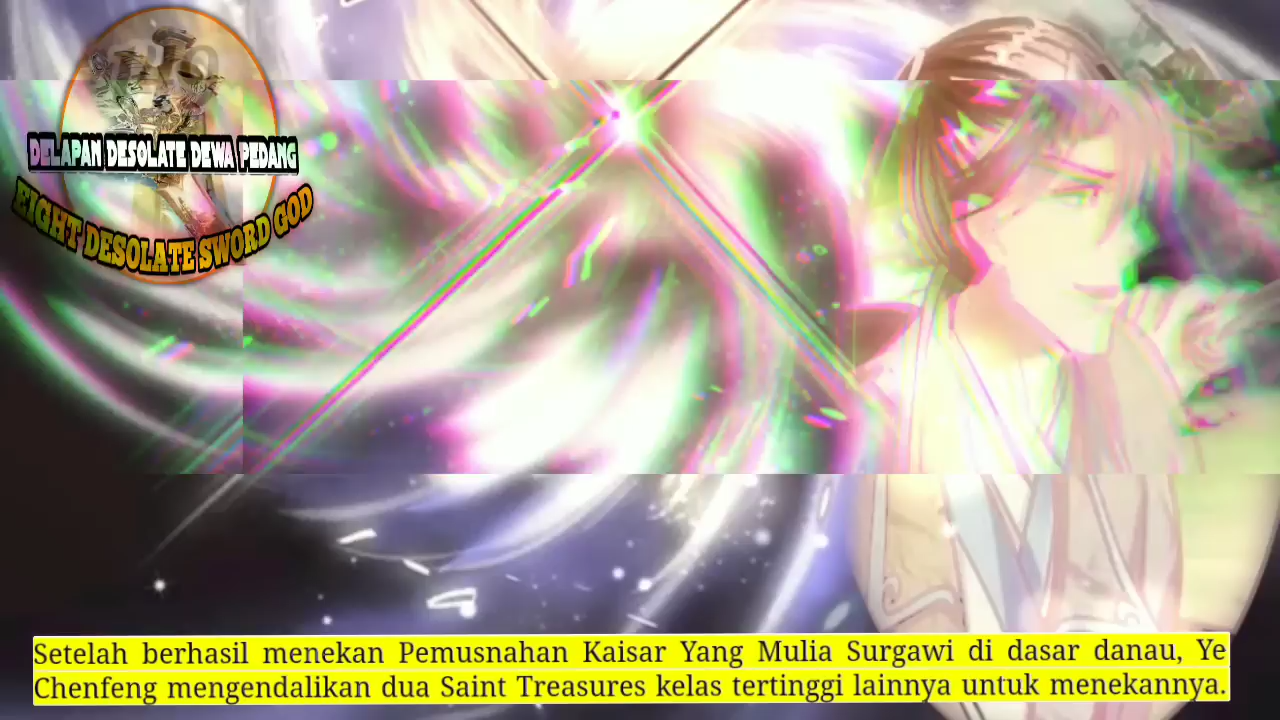 DELAPAN DESOLATE DEWA PEDANG
EIGHT DESOLATE SWORD GOD
Setelah berhasil menekan Pemusnahan Kaisar Yang Mulia Surgawi di dasar danau, Ye
Chenfeng mengendalikan dua Saint Treasures kelas tertinggi lainnya untuk menekannya.